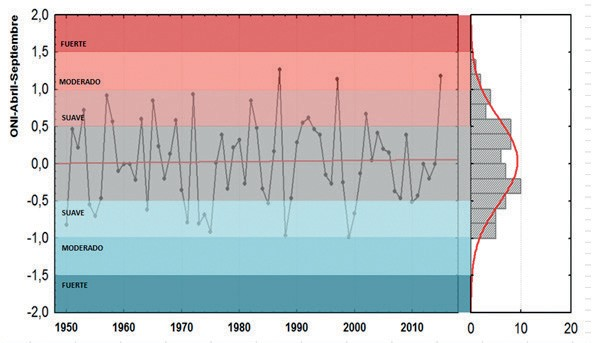 ONI-Abril-Septiembre
2,0
1,5
1,0
0,5
0,0
-0,5
-1,0
-1,5
-2,0
FUERTE
MODERADO
SUAVE
SUAVE
MODERADO
FUERTE
1950 1960 1970 1980 1990 2000 2010
0 10 20